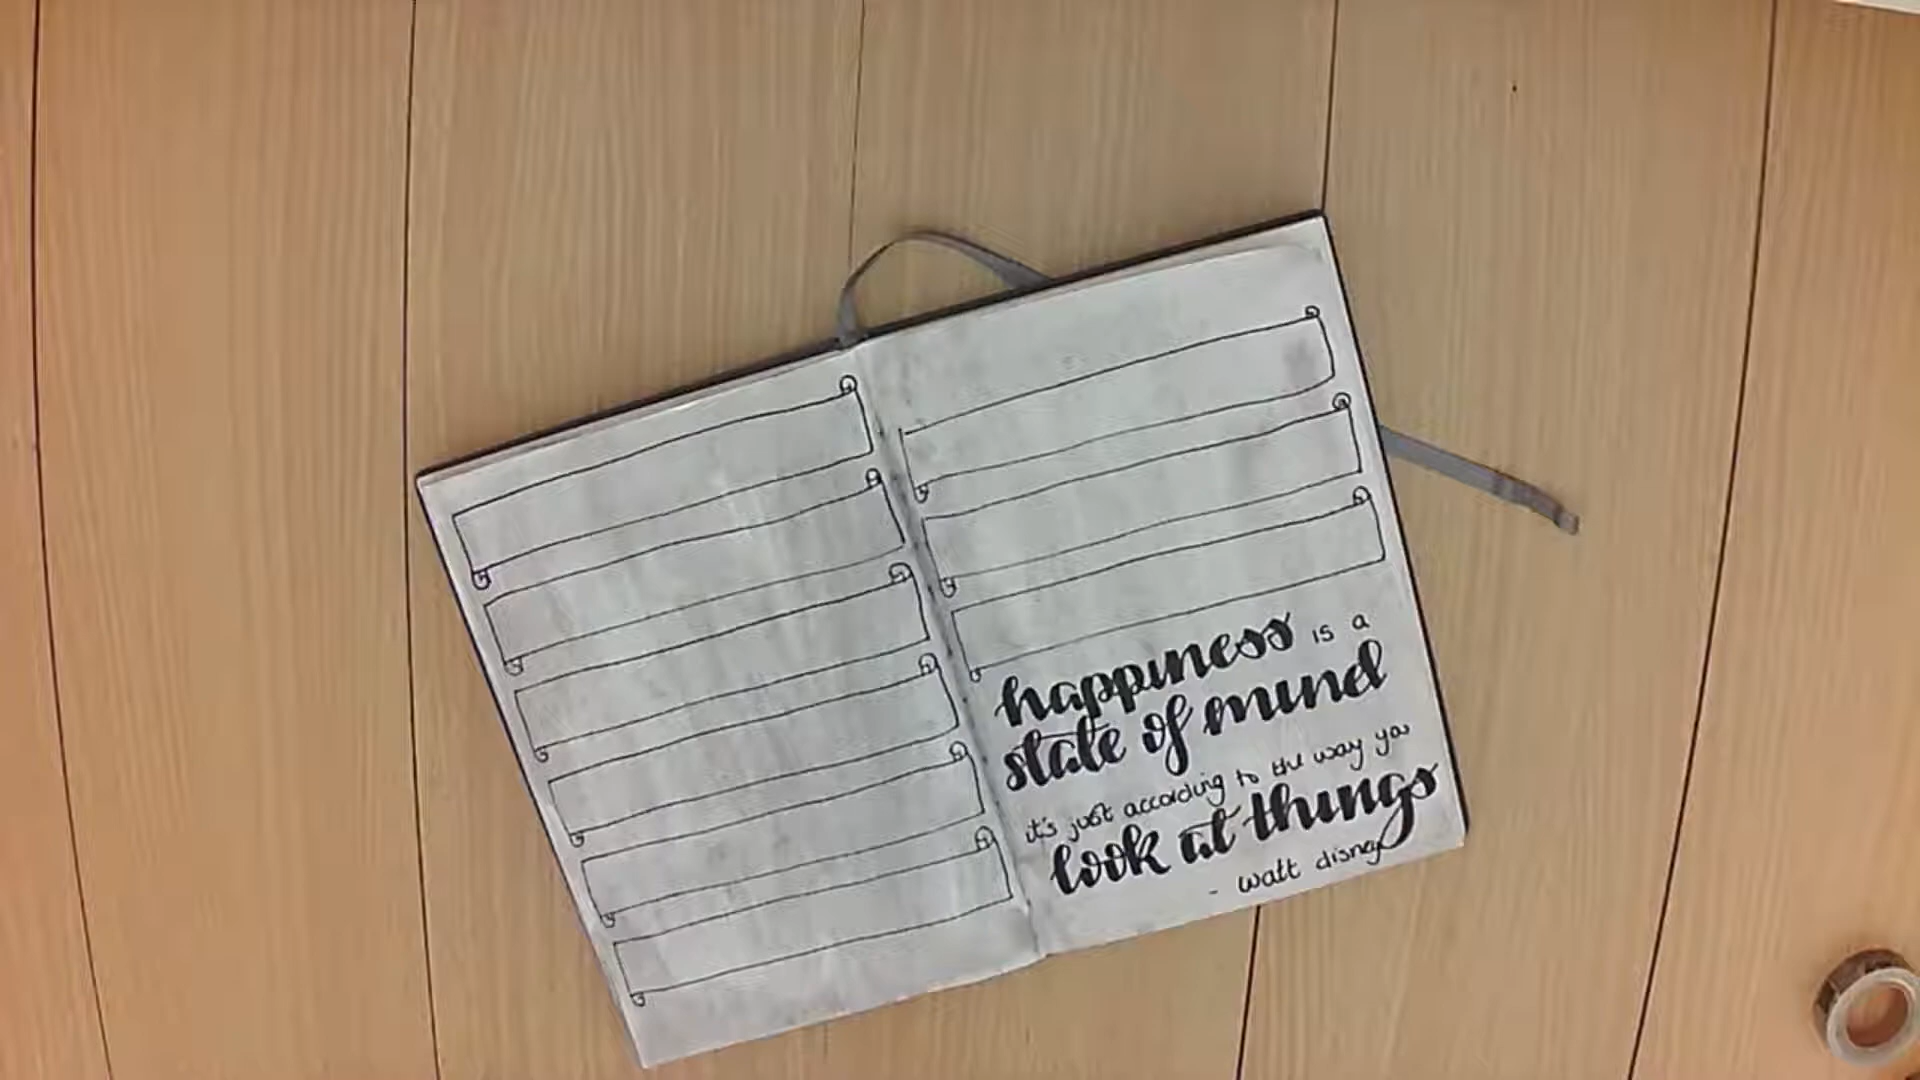 happiness is a
state of mind
it's just according to the way you
look at things
- walt disney